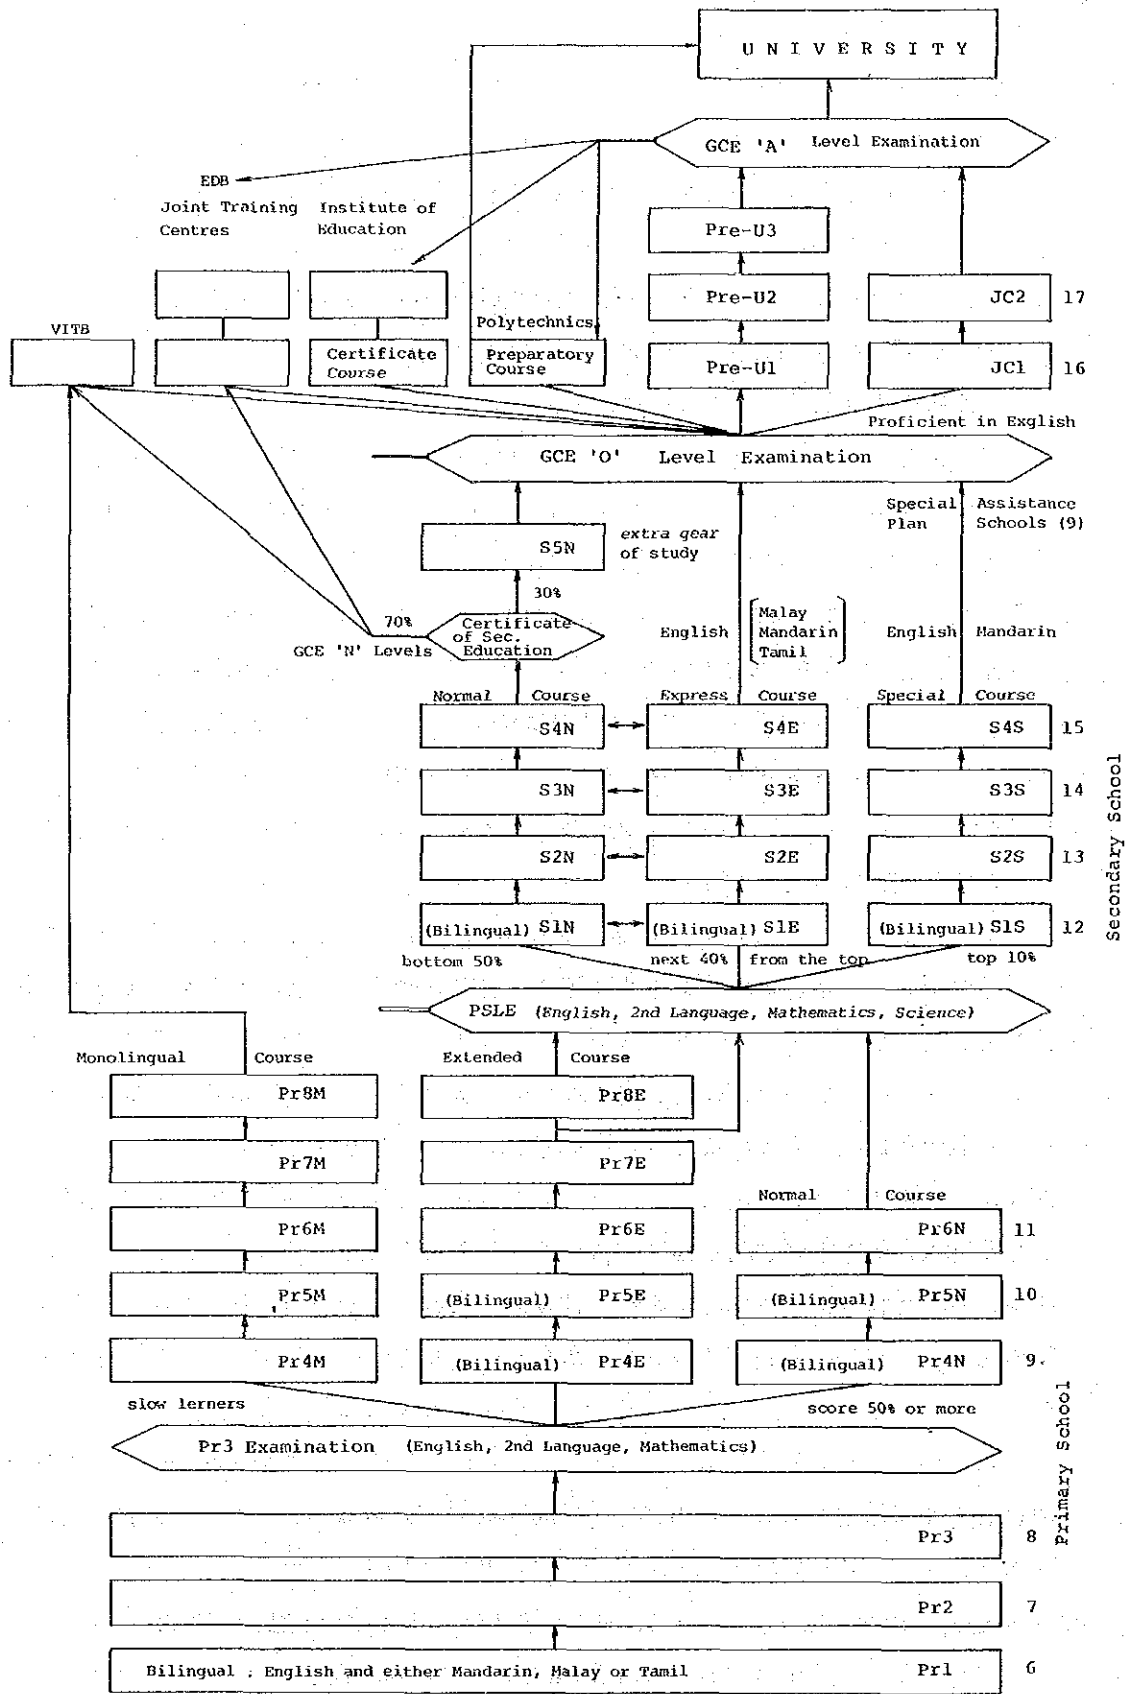 U N I V E R S I T Y
GCE 'A' Level Examination
EDB
Joint Training Centres
Institute of Education
Pre-U3
Pre-U2
JC2 17
VITB
Polytechnics
Certificate Course
Preparatory Course
Pre-U1
JC1 16
Proficient in Exglish
GCE 'O' Level Examination
Special Plan
Assistance Schools (9)
S5N
extra gear of study
30%
70%
Certificate of Sec. Education
GCE 'N' Levels
English
Malay
Mandarin
Tamil
English Mandarin
Normal Course
Express Course
Special Course
S4N
S4E
S4S 15
S3N
S3E
S3S 14
S2N
S2E
S2S 13
(Bilingual) S1N
(Bilingual) S1E
(Bilingual) S1S 12
Secondary School
bottom 50%
next 40% from the top
top 10%
PSLE (English, 2nd Language, Mathematics, Science)
Monolingual Course
Extended Course
Pr8M
Pr8E
Pr7M
Pr7E
Normal Course
Pr6M
Pr6E
Pr6N 11
Pr5M
(Bilingual) Pr5E
(Bilingual) Pr5N 10
Pr4M
(Bilingual) Pr4E
(Bilingual) Pr4N 9
slow lerners
score 50% or more
Pr3 Examination (English, 2nd Language, Mathematics)
Primary School
Pr3 8
Pr2 7
Bilingual : English and either Mandarin, Malay or Tamil Pr1 6